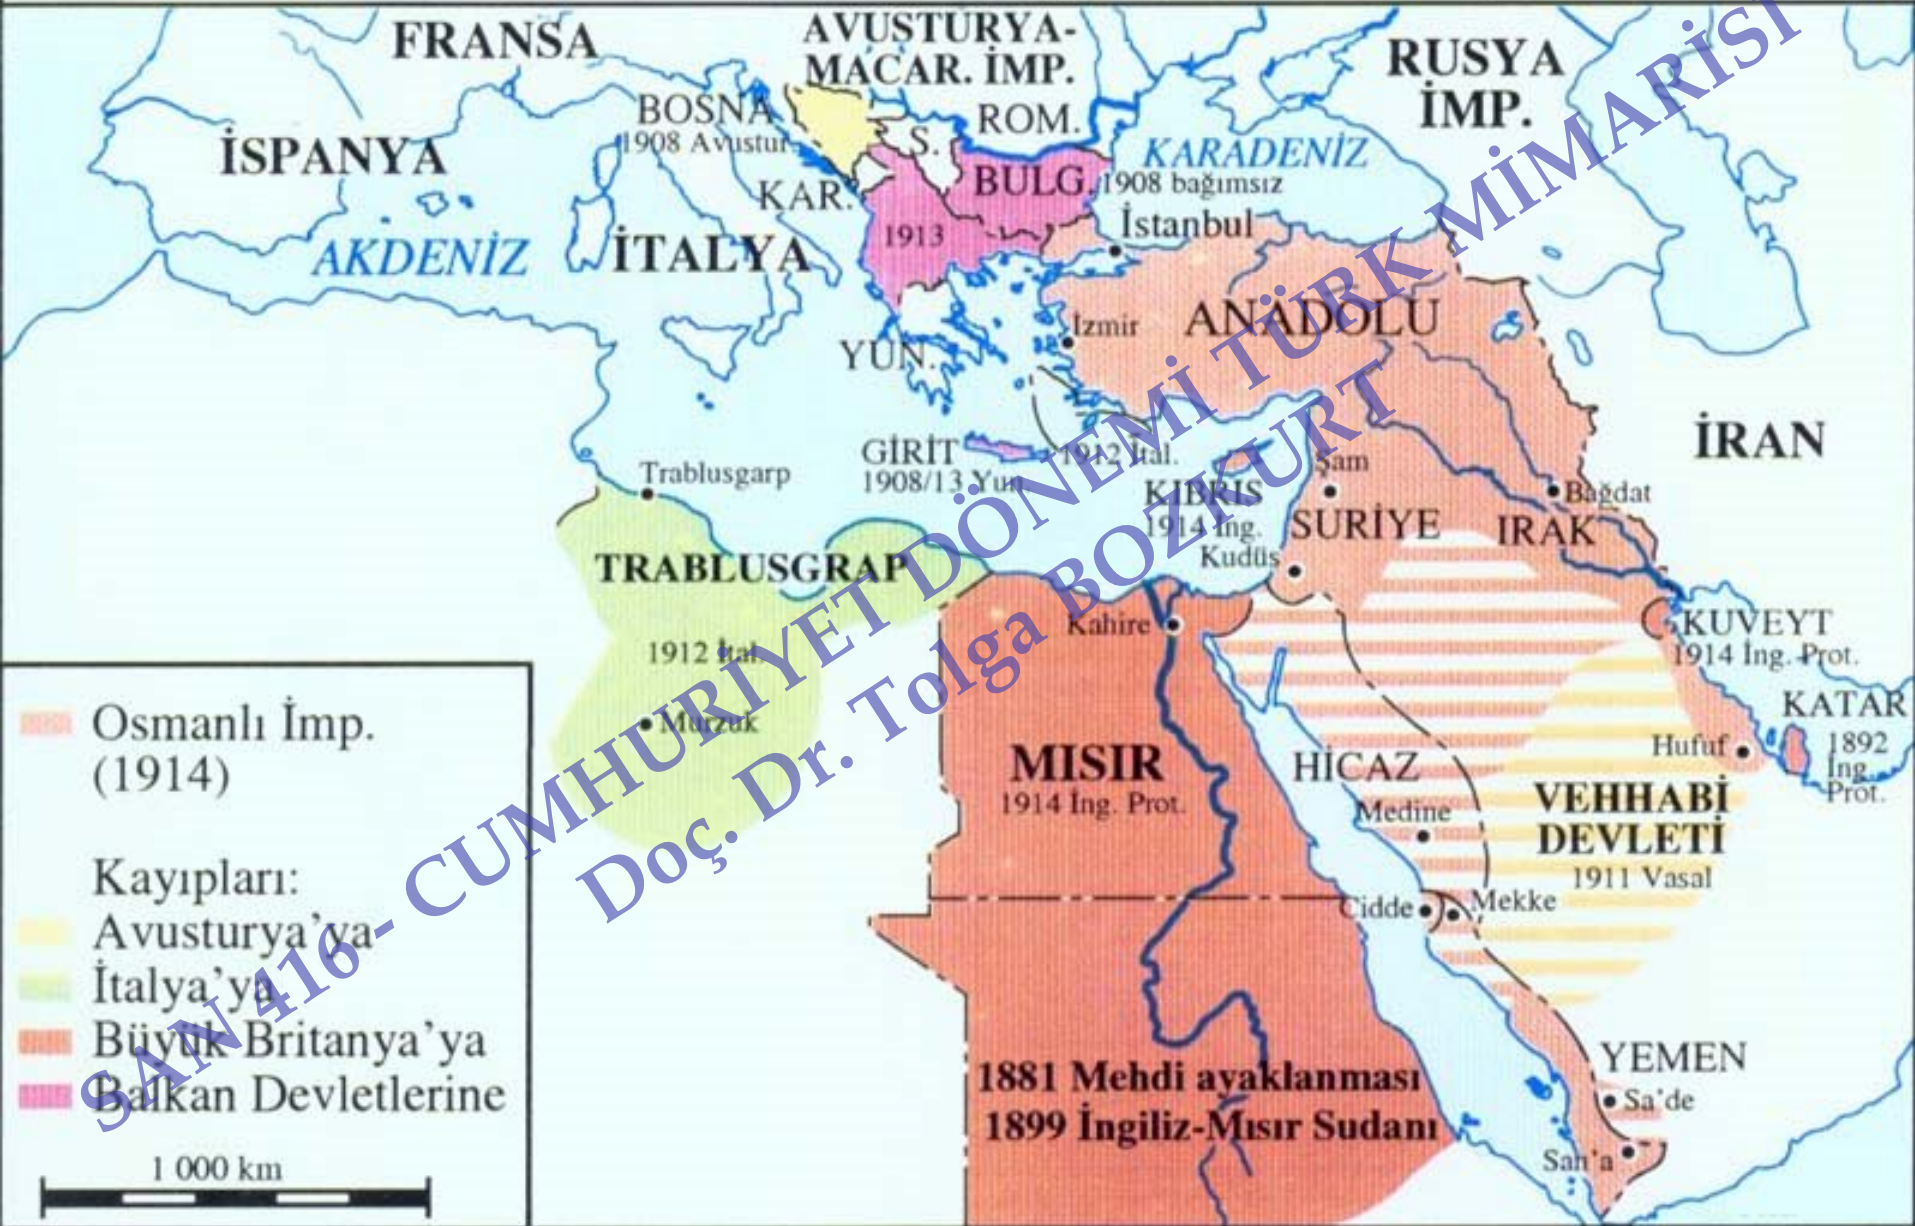 FRANSA
AVUSTURYA-
MACAR. İMP.
RUSYA
İMP.
BOSNA
1908 Avustur.
ROM.
S.
İSPANYA
KARADENİZ
KAR.
BULG.
1908 bağımsız
1913
İstanbul
AKDENİZ
İTALYA
ANADOLU
İzmir
YUN.
İRAN
GİRİT
1908/13 Yun.
1912 İtal.
Şam
Trablusgarp
KIBRIS
1914 İng.
Bağdat
SURİYE
IRAK
Kudüs
TRABLUSGRAP
Kahire
KUVEYT
1914 İng. Prot.
1912 İtal.
KATAR
1892
İng
Prot.
Murzuk
Hufuf
MISIR
1914 İng. Prot.
HİCAZ
VEHHABİ
DEVLETİ
1911 Vasal
Medine
Cidde
Mekke
YEMEN
1881 Mehdi ayaklanması
1899 İngiliz-Mısır Sudanı
Sa'de
San'a
Osmanlı İmp.
(1914)
Kayıpları:
Avusturya'ya
İtalya'ya
Büyük Britanya'ya
Balkan Devletlerine
1 000 km
SAN 416 - CUMHURİYET DÖNEMİ TÜRK MİMARİSİ
Doç. Dr. Tolga BOZKURT